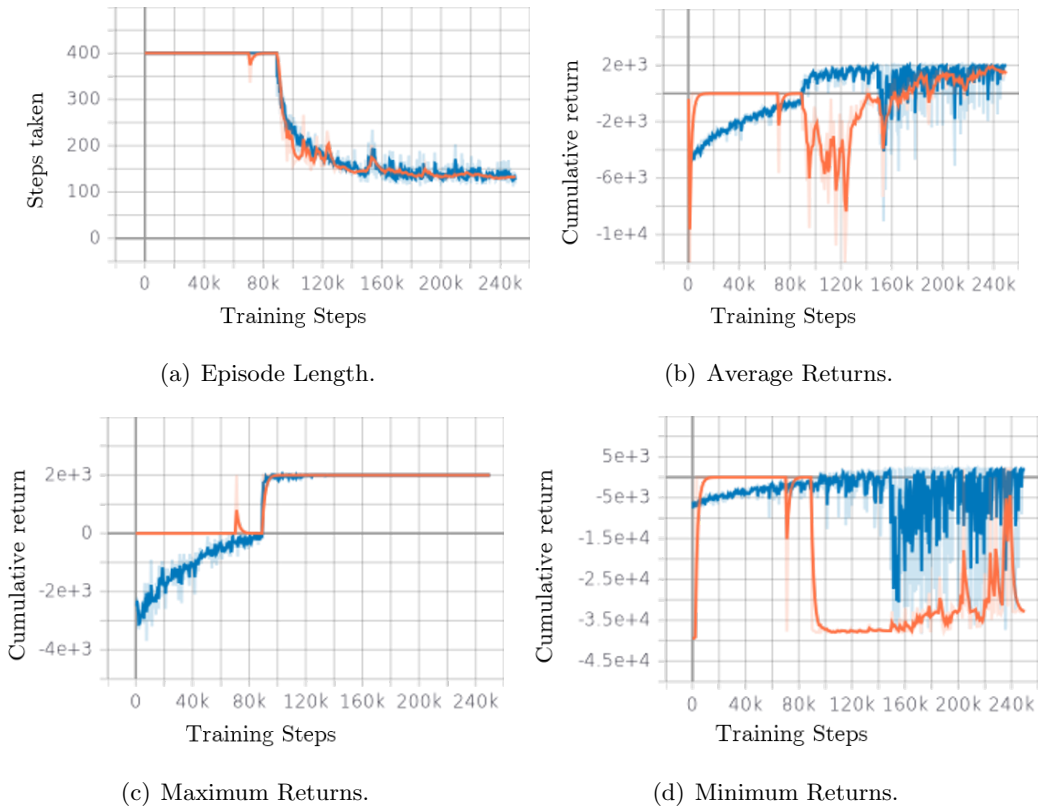 400
300
200
100
0
Steps taken
0 40k 80k 120k 160k 200k 240k
Training Steps
(a) Episode Length.
2e+3
-2e+3
-6e+3
-1e+4
Cumulative return
0 40k 80k 120k 160k 200k 240k
Training Steps
(b) Average Returns.
2e+3
0
-2e+3
-4e+3
Cumulative return
0 40k 80k 120k 160k 200k 240k
Training Steps
(c) Maximum Returns.
5e+3
-5e+3
-1.5e+4
-2.5e+4
-3.5e+4
-4.5e+4
Cumulative return
0 40k 80k 120k 160k 200k 240k
Training Steps
(d) Minimum Returns.